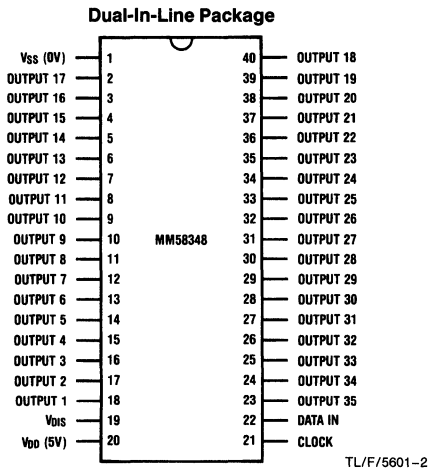 Dual-In-Line Package
VSS (0V) 1 40 OUTPUT 18
OUTPUT 17 2 39 OUTPUT 19
OUTPUT 16 3 38 OUTPUT 20
OUTPUT 15 4 37 OUTPUT 21
OUTPUT 14 5 36 OUTPUT 22
OUTPUT 13 6 35 OUTPUT 23
OUTPUT 12 7 34 OUTPUT 24
OUTPUT 11 8 33 OUTPUT 25
OUTPUT 10 9 32 OUTPUT 26
OUTPUT 9 10 MM58348 31 OUTPUT 27
OUTPUT 8 11 30 OUTPUT 28
OUTPUT 7 12 29 OUTPUT 29
OUTPUT 6 13 28 OUTPUT 30
OUTPUT 5 14 27 OUTPUT 31
OUTPUT 4 15 26 OUTPUT 32
OUTPUT 3 16 25 OUTPUT 33
OUTPUT 2 17 24 OUTPUT 34
OUTPUT 1 18 23 OUTPUT 35
VDIS 19 22 DATA IN
VDD (5V) 20 21 CLOCK
TL/F/5601–2